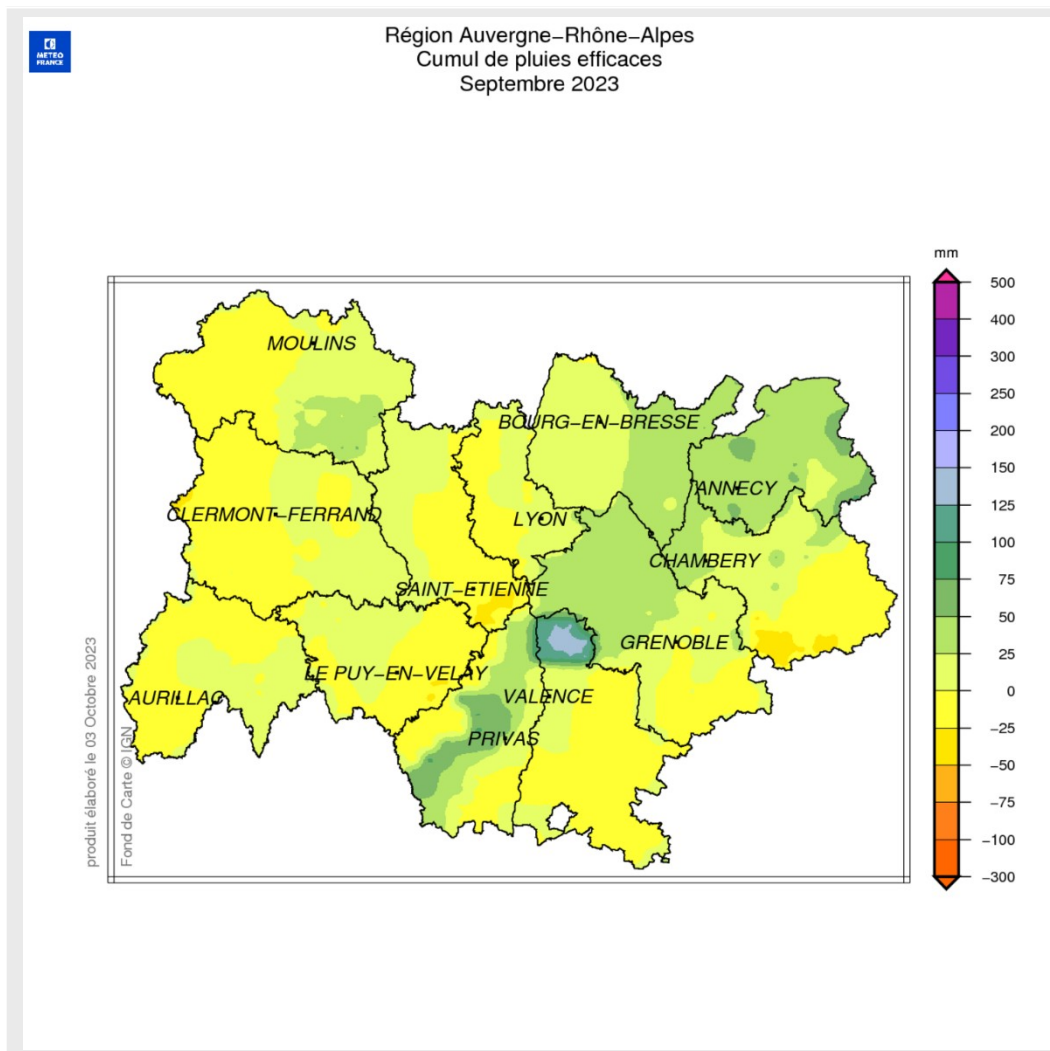 METEO
FRANCE
Région Auvergne−Rhône−Alpes
Cumul de pluies efficaces
Septembre 2023
mm
500
400
300
250
200
150
125
100
75
50
25
0
−25
−50
−75
−100
−300
MOULINS
BOURG−EN−BRESSE
ANNECY
CLERMONT−FERRAND
LYON
CHAMBERY
SAINT−ETIENNE
GRENOBLE
LE PUY−EN−VELAY
AURILLAC
VALENCE
PRIVAS
produit élaboré le 03 Octobre 2023
Fond de Carte © IGN